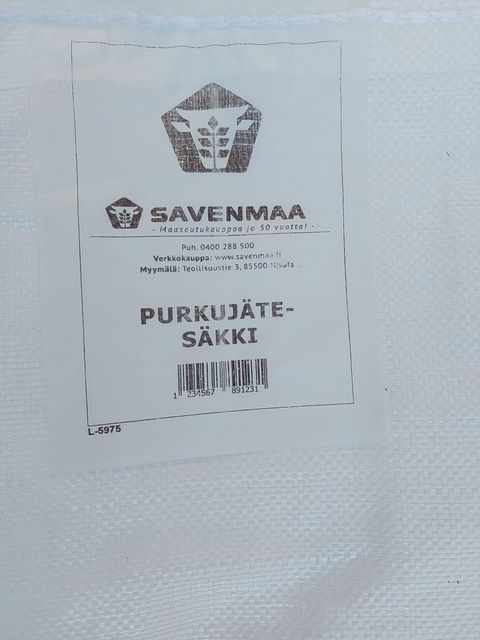 SAVENMAA
- Maaseutukauppaa jo 50 vuotta! -
Puh. 0400 288 500
Verkkokauppa: www.savenmaa.fi
Myymälä: Teollisuustie 3, 85500 Nivala
PURKUJÄTE-
SÄKKI
1 234567 891231
L-5975